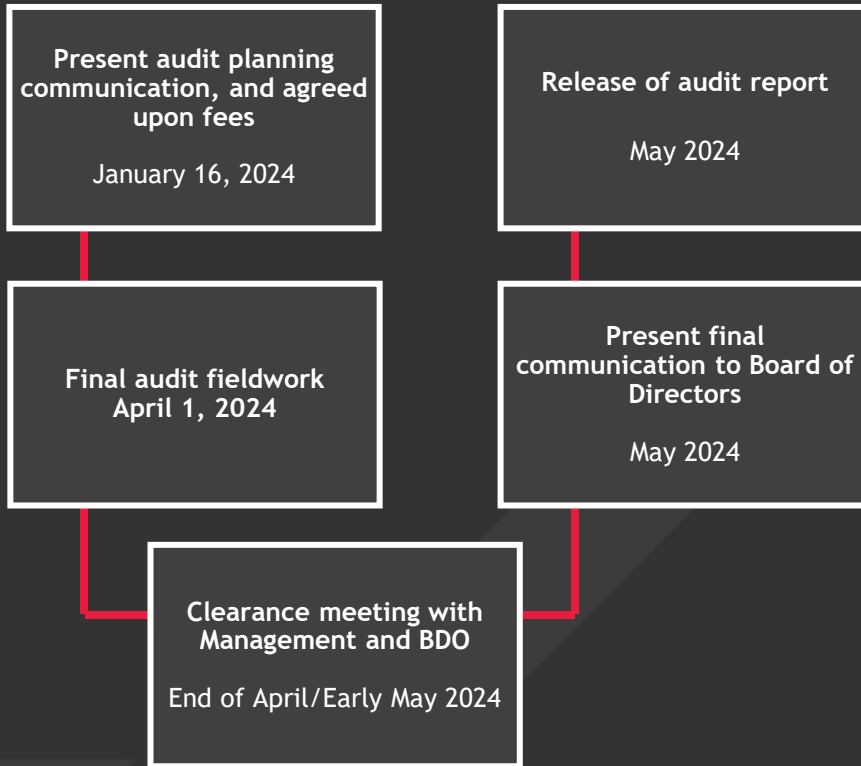 Present audit planning
communication, and agreed
upon fees
January 16, 2024
Final audit fieldwork
April 1, 2024
Clearance meeting with
Management and BDO
End of April/Early May 2024
Present final
communication to Board of
Directors
May 2024
Release of audit report
May 2024